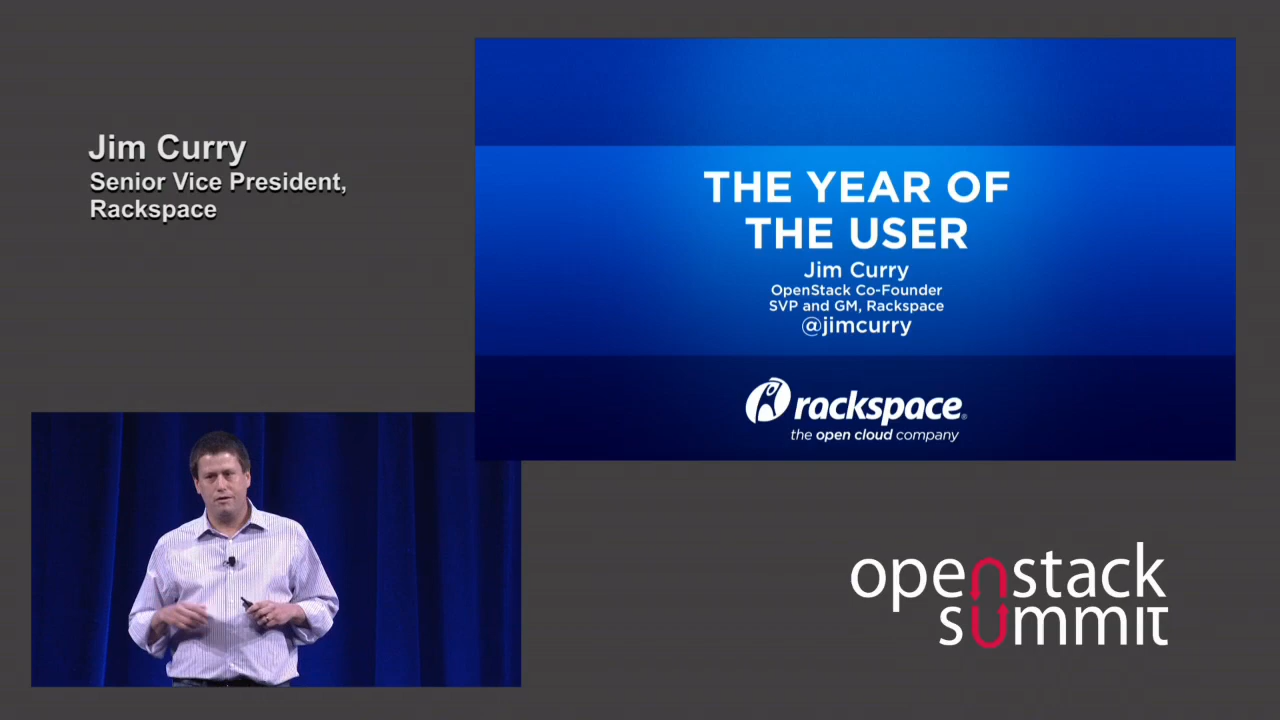 Jim Curry
Senior Vice President,
Rackspace
THE YEAR OF
THE USER
Jim Curry
OpenStack Co-Founder
SVP and GM, Rackspace
@jimcurry
rackspace®
the open cloud company
openstack
summit